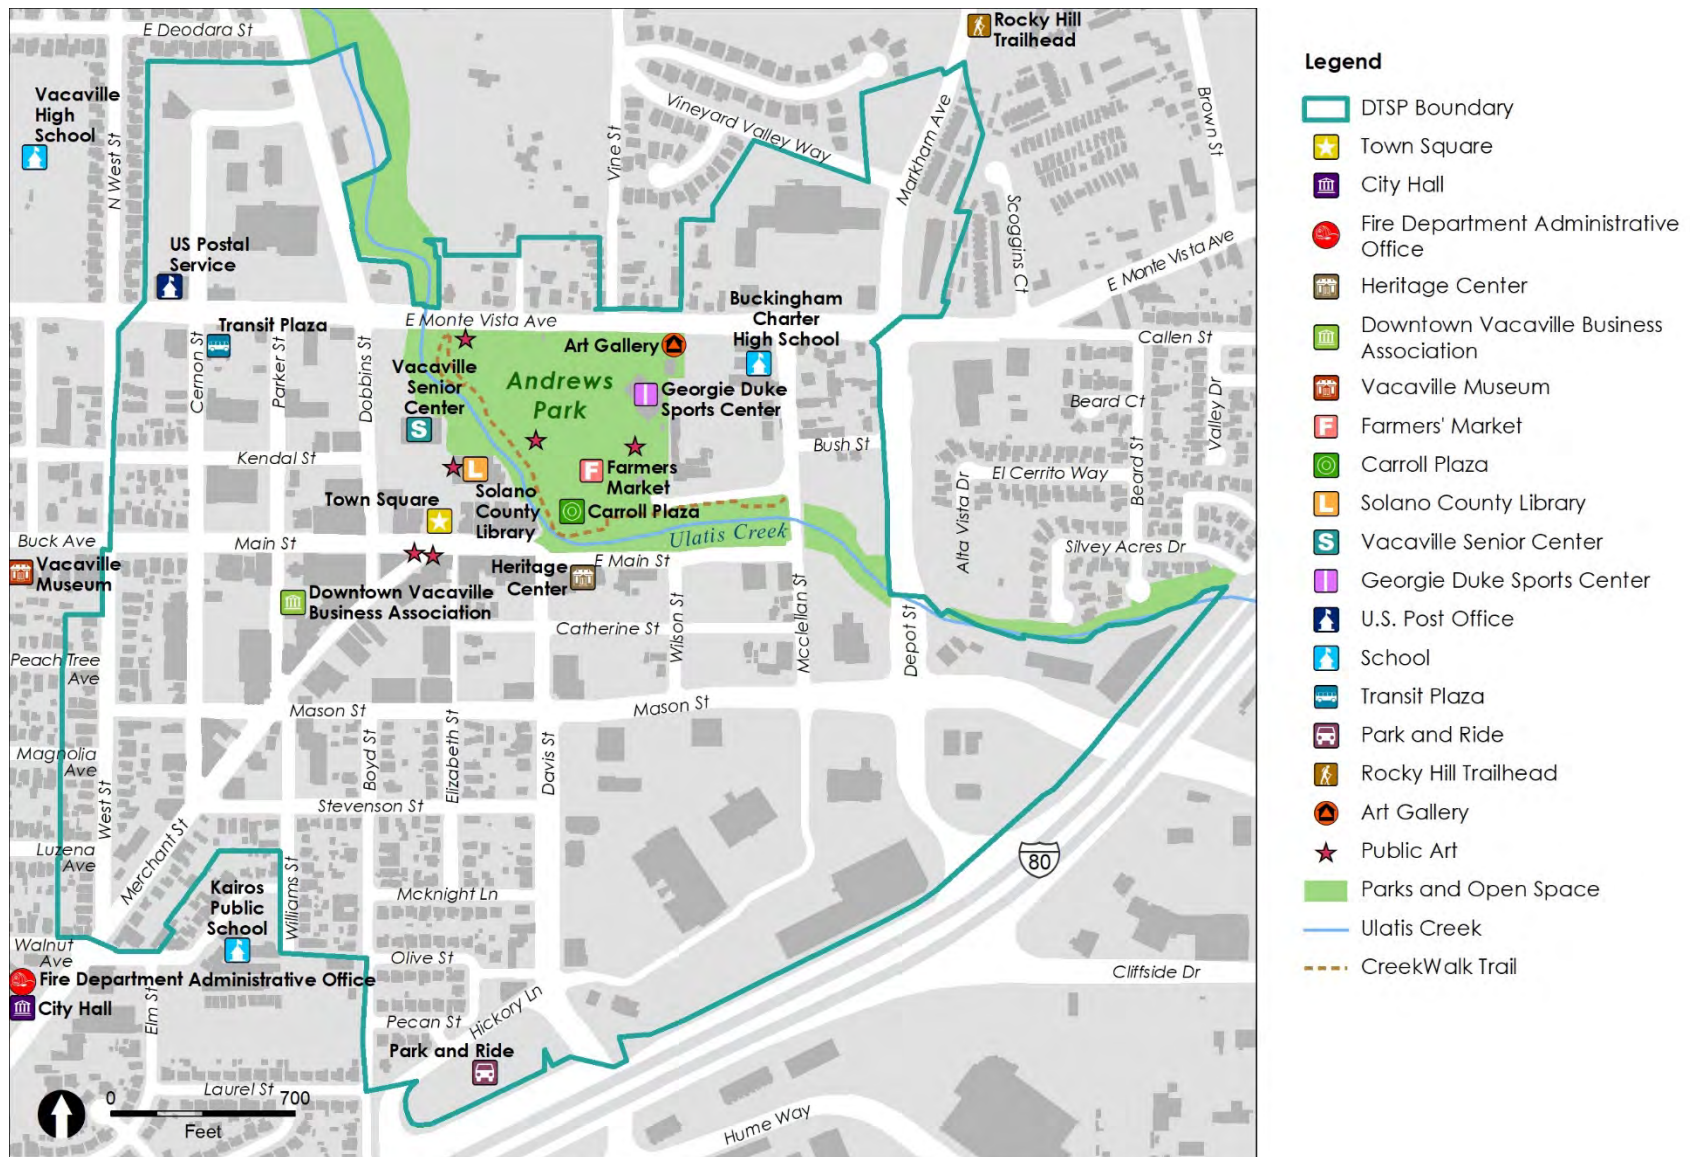 E Deodara St
Rocky Hill
Trailhead
Vacaville
High
School
N West St
Vine St
Vineyard Valley Way
Markham Ave
Brown St
Scoggins Ct
E Monte Vista Ave
US Postal
Service
Transit Plaza
Cernon St
Parker St
Dobbins St
E Monte Vista Ave
Vacaville
Senior
Center
S
Andrews
Park
Art Gallery
Georgie Duke
Sports Center
Buckingham
Charter
High School
Callen St
Beard Ct
Valley Dr
Beard St
Bush St
El Cerrito Way
Alta Vista Dr
Silvey Acres Dr
Kendal St
L
Solano
County
Library
F
Farmers
Market
Carroll Plaza
Town Square
Ulatis Creek
Buck Ave
Main St
E Main St
Vacaville
Museum
Heritage
Center
Downtown Vacaville
Business Association
Catherine St
Wilson St
Mcclellan St
Depot St
Peach Tree
Ave
Mason St
Mason St
Magnolia
Ave
West St
Boyd St
Elizabeth St
Davis St
Stevenson St
Merchant St
Luzena
Ave
Williams St
Mcknight Ln
80
Kairos
Public
School
Walnut
Ave
Fire Department Administrative Office
City Hall
Elm St
Olive St
Pecan St
Hickory Ln
Cliffside Dr
Park and Ride
Laurel St
Hume Way
0 700
Feet
Legend
DTSP Boundary
Town Square
City Hall
Fire Department Administrative
Office
Heritage Center
Downtown Vacaville Business
Association
Vacaville Museum
F Farmers' Market
Carroll Plaza
L Solano County Library
S Vacaville Senior Center
Georgie Duke Sports Center
U.S. Post Office
School
Transit Plaza
Park and Ride
Rocky Hill Trailhead
Art Gallery
Public Art
Parks and Open Space
Ulatis Creek
CreekWalk Trail